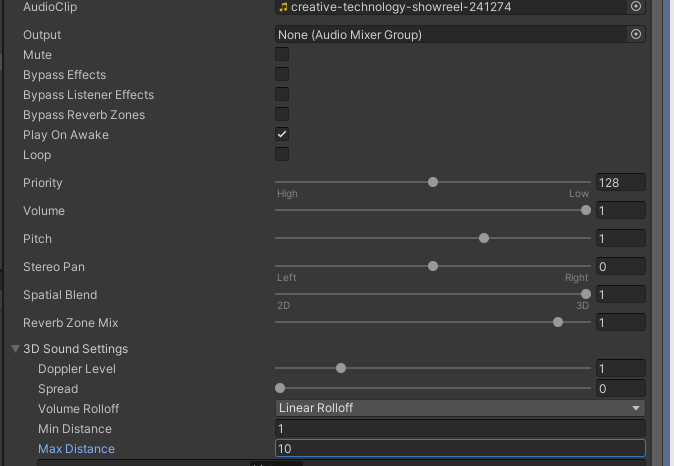 AudioClip creative-technology-showreel-241274
Output None (Audio Mixer Group)
Mute
Bypass Effects
Bypass Listener Effects
Bypass Reverb Zones
Play On Awake
Loop
Priority 128
High Low
Volume 1
Pitch 1
Stereo Pan 0
Left Right
Spatial Blend 1
2D 3D
Reverb Zone Mix 1
3D Sound Settings
Doppler Level 1
Spread 0
Volume Rolloff Linear Rolloff
Min Distance 1
Max Distance 10